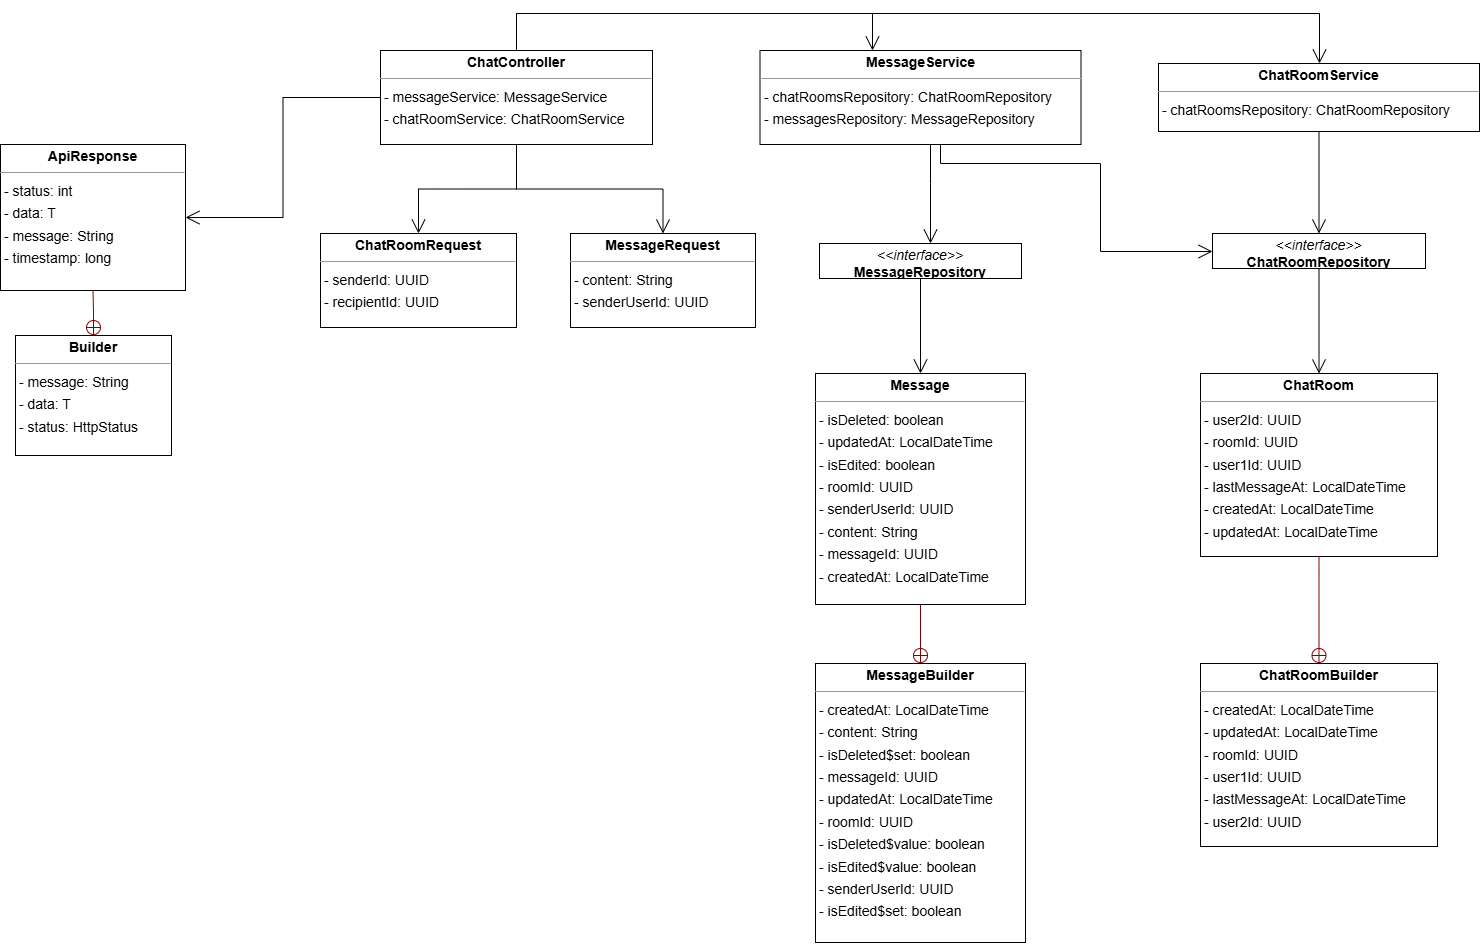 ChatController
- messageService: MessageService
- chatRoomService: ChatRoomService
MessageService
- chatRoomsRepository: ChatRoomRepository
- messagesRepository: MessageRepository
ChatRoomService
- chatRoomsRepository: ChatRoomRepository
ApiResponse
- status: int
- data: T
- message: String
- timestamp: long
ChatRoomRequest
- senderId: UUID
- recipientId: UUID
MessageRequest
- content: String
- senderUserId: UUID
<<interface>>
MessageRepository
<<interface>>
ChatRoomRepository
Builder
- message: String
- data: T
- status: HttpStatus
Message
- isDeleted: boolean
- updatedAt: LocalDateTime
- isEdited: boolean
- roomId: UUID
- senderUserId: UUID
- content: String
- messageId: UUID
- createdAt: LocalDateTime
ChatRoom
- user2Id: UUID
- roomId: UUID
- user1Id: UUID
- lastMessageAt: LocalDateTime
- createdAt: LocalDateTime
- updatedAt: LocalDateTime
MessageBuilder
- createdAt: LocalDateTime
- content: String
- isDeleted$set: boolean
- messageId: UUID
- updatedAt: LocalDateTime
- roomId: UUID
- isDeleted$value: boolean
- isEdited$value: boolean
- senderUserId: UUID
- isEdited$set: boolean
ChatRoomBuilder
- createdAt: LocalDateTime
- updatedAt: LocalDateTime
- roomId: UUID
- user1Id: UUID
- lastMessageAt: LocalDateTime
- user2Id: UUID